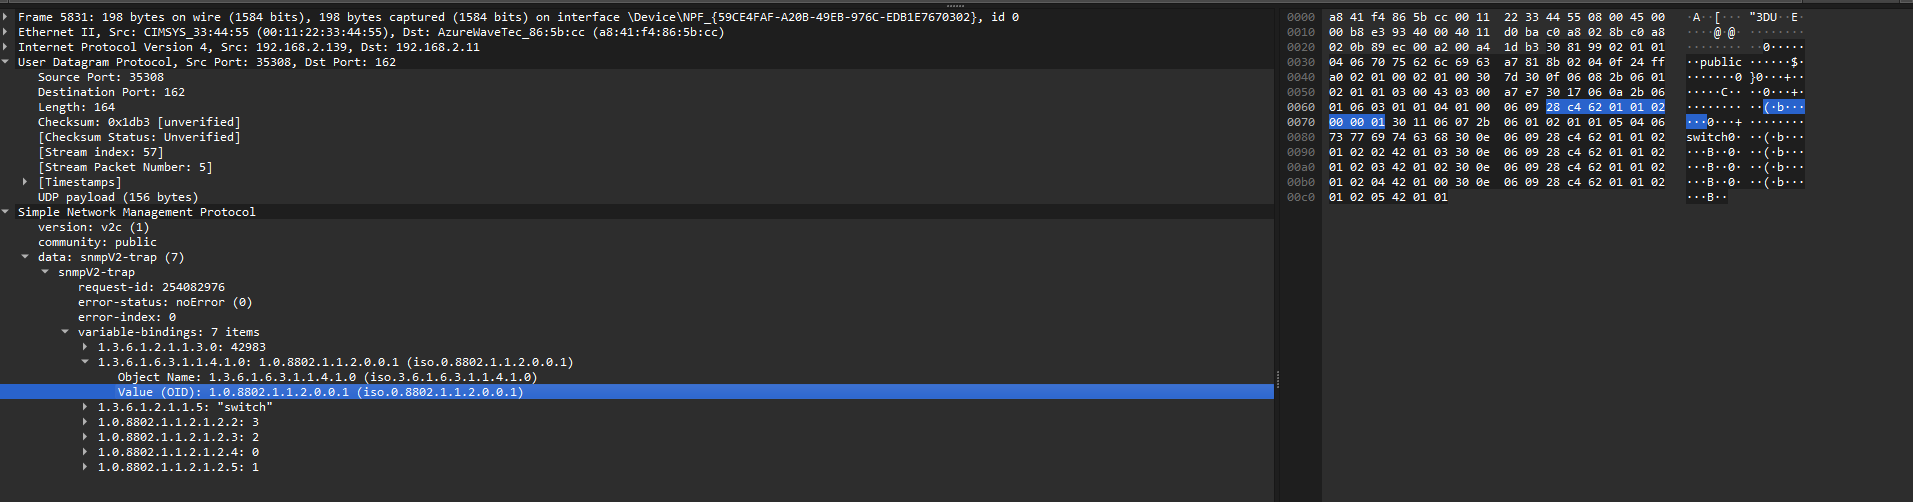 Frame 5831: 198 bytes on wire (1584 bits), 198 bytes captured (1584 bits) on interface \Device\NPF_{59CE4FAF-A20B-49EB-976C-EDB1E7670302}, id 0
Ethernet II, Src: CIMSYS_33:44:55 (00:11:22:33:44:55), Dst: AzureWaveTec_86:5b:cc (a8:41:f4:86:5b:cc)
Internet Protocol Version 4, Src: 192.168.2.139, Dst: 192.168.2.11
User Datagram Protocol, Src Port: 35308, Dst Port: 162
Source Port: 35308
Destination Port: 162
Length: 164
Checksum: 0x1db3 [unverified]
[Checksum Status: Unverified]
[Stream index: 57]
[Stream Packet Number: 5]
[Timestamps]
UDP payload (156 bytes)
Simple Network Management Protocol
version: v2c (1)
community: public
data: snmpV2-trap (7)
snmpV2-trap
request-id: 254082976
error-status: noError (0)
error-index: 0
variable-bindings: 7 items
1.3.6.1.2.1.1.3.0: 42983
1.3.6.1.6.3.1.1.4.1.0: 1.0.8802.1.1.2.0.0.1 (iso.0.8802.1.1.2.0.0.1)
Object Name: 1.3.6.1.6.3.1.1.4.1.0 (iso.3.6.1.6.3.1.1.4.1.0)
Value (OID): 1.0.8802.1.1.2.0.0.1 (iso.0.8802.1.1.2.0.0.1)
1.3.6.1.2.1.1.5: "switch"
1.0.8802.1.1.2.1.2.2: 3
1.0.8802.1.1.2.1.2.3: 2
1.0.8802.1.1.2.1.2.4: 0
1.0.8802.1.1.2.1.2.5: 1
0000 a8 41 f4 86 5b cc 00 11 22 33 44 55 08 00 45 00 ·A··[··· "3DU··E·
0010 00 b8 e3 93 40 00 40 11 d0 ba c0 a8 02 8b c0 a8 ····@·@· ········
0020 02 0b 89 ec 00 a2 00 a4 1d b3 30 81 99 02 01 01 ········ ··0·····
0030 04 06 70 75 62 6c 69 63 a7 81 8b 02 04 0f 24 ff ··public ······$·
0040 a0 02 01 00 02 01 00 30 7d 30 0f 06 08 2b 06 01 ·······0 }0···+··
0050 02 01 01 03 00 43 03 00 a7 e7 30 17 06 0a 2b 06 ·····C·· ··0···+·
0060 01 06 03 01 01 04 01 00 06 09 28 c4 62 01 01 02 ········ ··(·b···
0070 00 00 01 30 11 06 07 2b 06 01 02 01 01 05 04 06 ···0···+ ········
0080 73 77 69 74 63 68 30 0e 06 09 28 c4 62 01 01 02 switch0· ··(·b···
0090 01 02 02 42 01 03 30 0e 06 09 28 c4 62 01 01 02 ···B··0· ··(·b···
00a0 01 02 03 42 01 02 30 0e 06 09 28 c4 62 01 01 02 ···B··0· ··(·b···
00b0 01 02 04 42 01 00 30 0e 06 09 28 c4 62 01 01 02 ···B··0· ··(·b···
00c0 01 02 05 42 01 01 ···B··